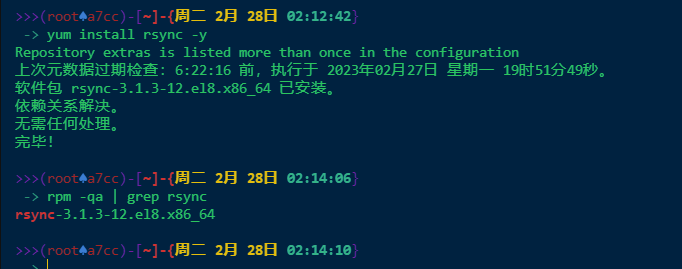 >>>(root♠a7cc)-[~]-{周二 2月 28日 02:12:42}
-> yum install rsync -y
Repository extras is listed more than once in the configuration
上次元数据过期检查：6:22:16 前，执行于 2023年02月27日 星期一 19时51分49秒。
软件包 rsync-3.1.3-12.el8.x86_64 已安装。
依赖关系解决。
无需任何处理。
完毕！
>>>(root♠a7cc)-[~]-{周二 2月 28日 02:14:06}
-> rpm -qa | grep rsync
rsync-3.1.3-12.el8.x86_64
>>>(root♠a7cc)-[~]-{周二 2月 28日 02:14:10}
->